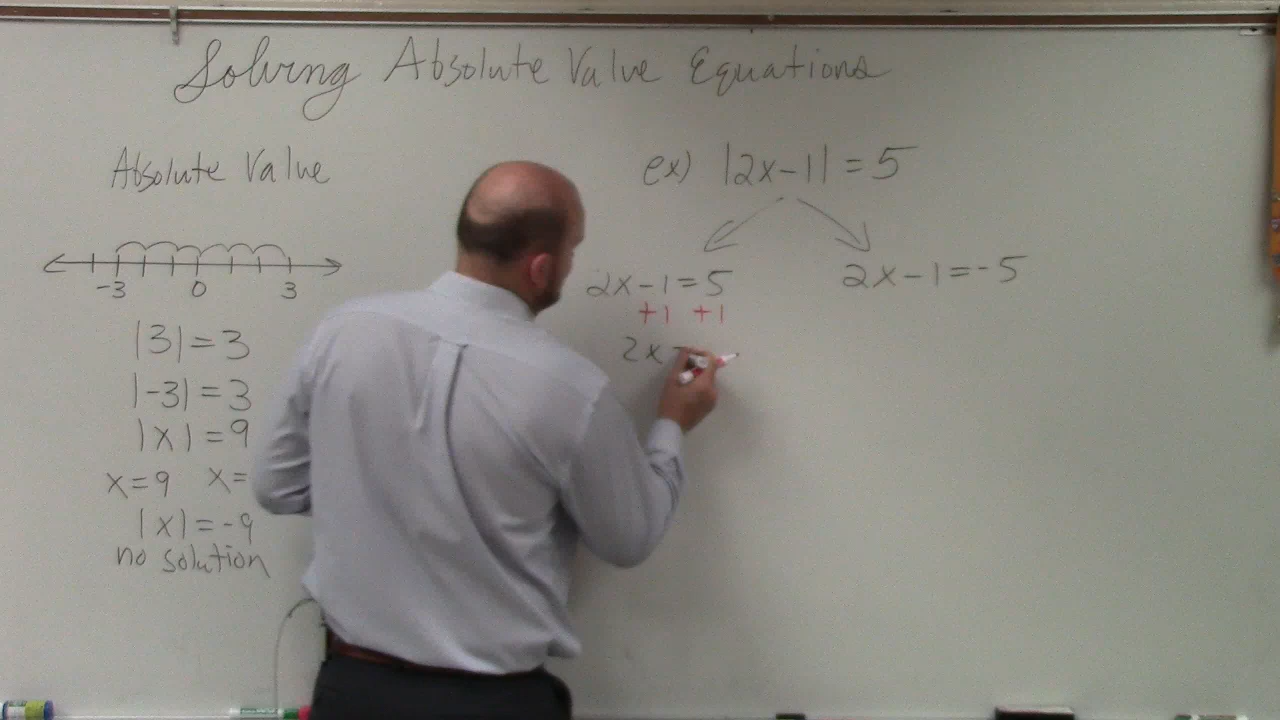 Solving Absolute Value Equations
Absolute Value
-3 0 3
|3| = 3
|-3| = 3
|x| = 9
x = 9 x =
|x| = -9
no solution
ex) |2x-1| = 5
2x-1=5
+1 +1
2x
2x-1=-5